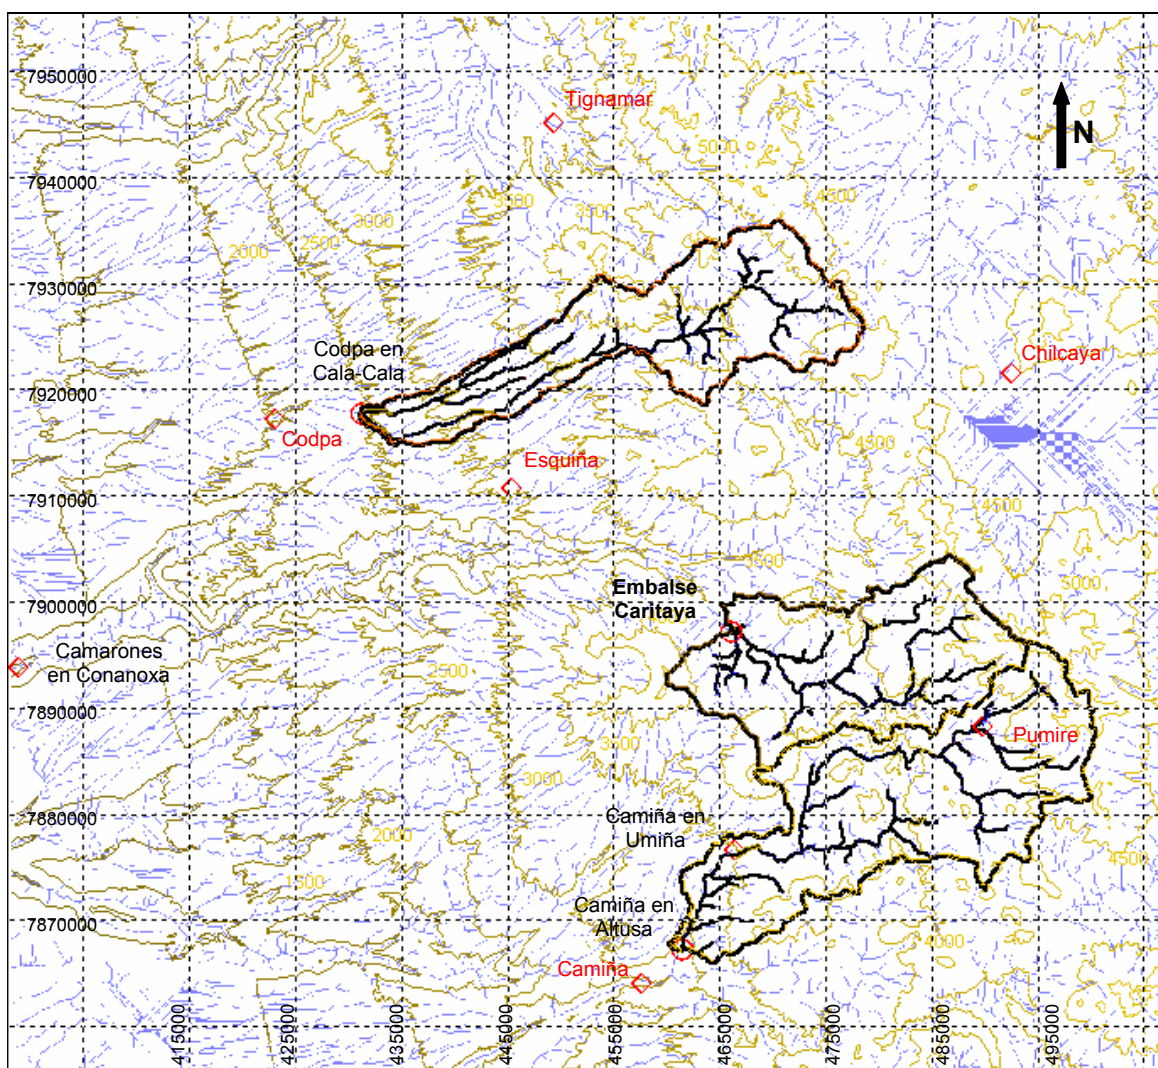 7950000
Tignamar
N
5000
7940000
4500
3500
3500
3000
2500
2000
7930000
Codpa en
Cala-Cala
Chilcaya
7920000
Codpa
4500
Esquiña
7910000
4500
3500
5000
Embalse
Caritaya
7900000
Camarones
en Conanoxa
2500
7890000
Pumire
3500
3000
7880000
Camiña en
Umiña
2000
4500
1500
Camiña en
Altusa
7870000
4000
Camiña
415000
425000
435000
445000
455000
465000
475000
485000
495000